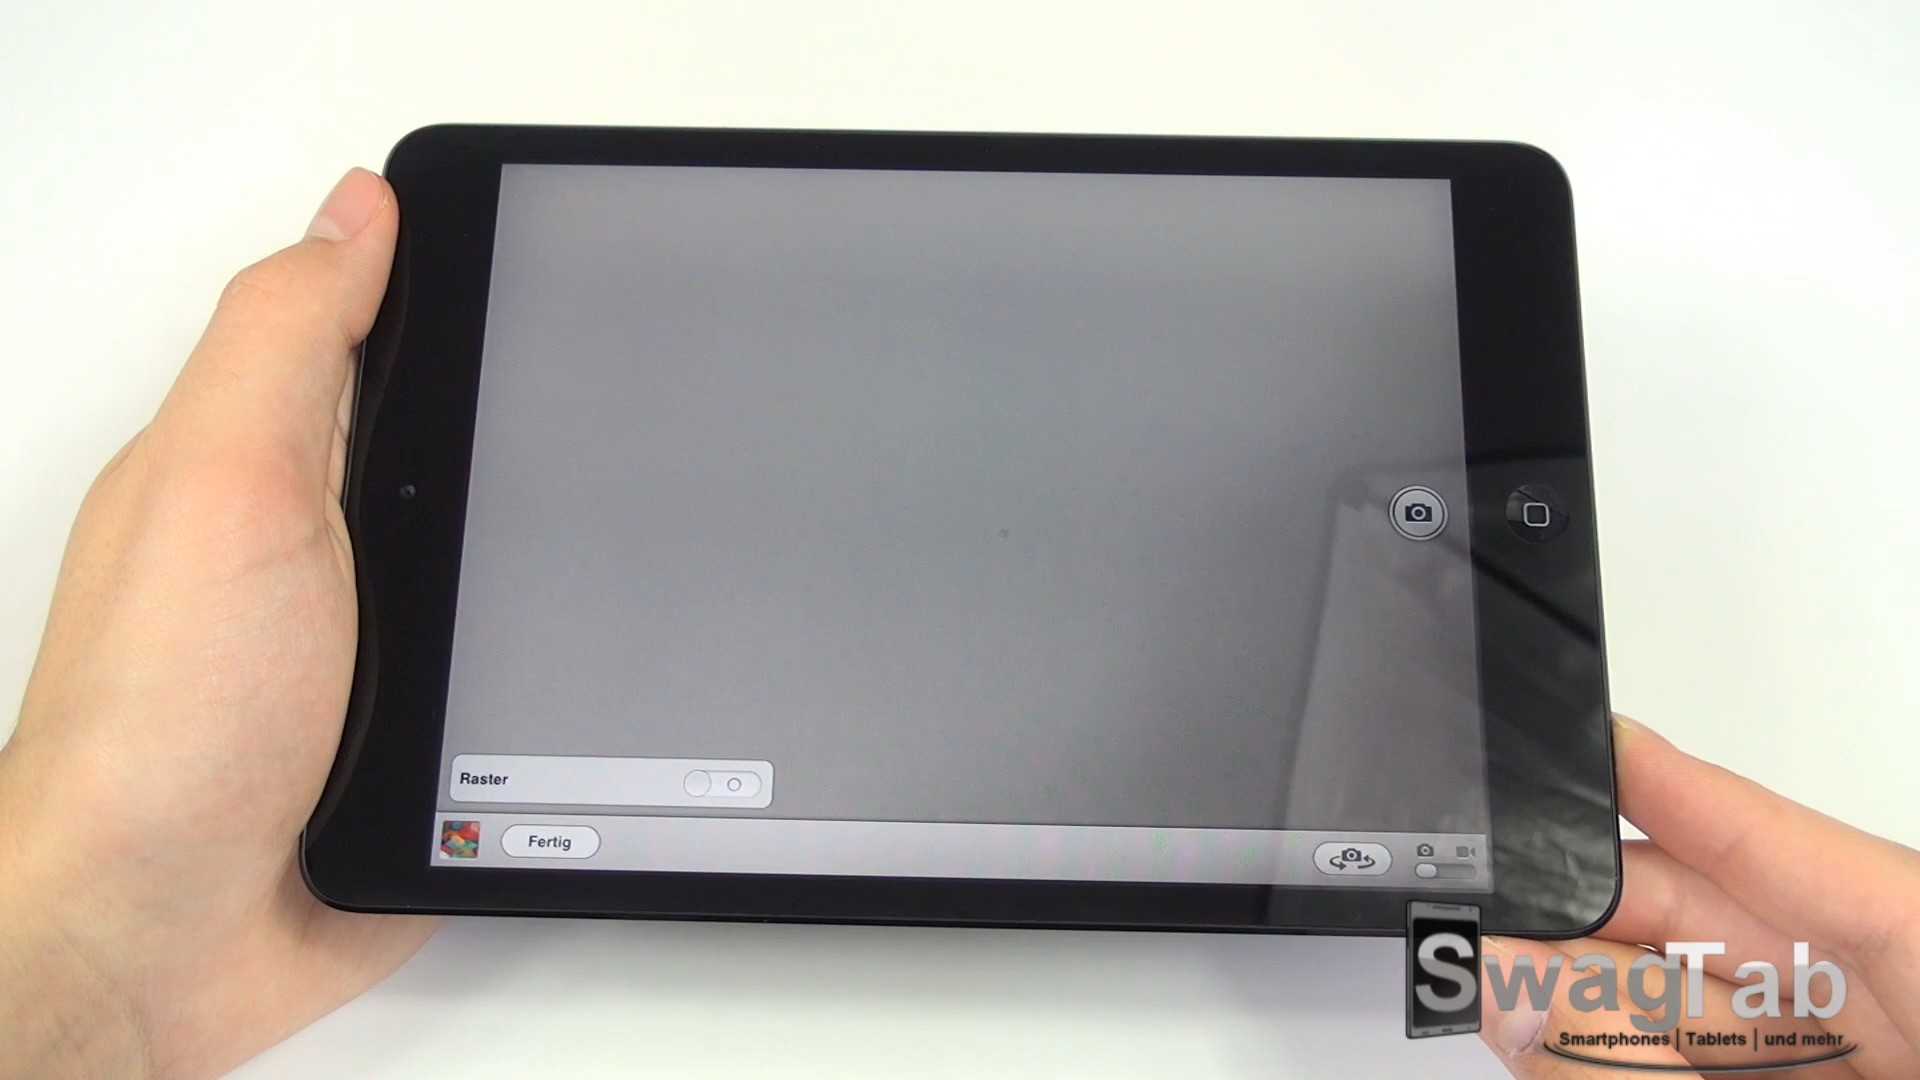 Raster
Fertig
SwagTab
Smartphones | Tablets | und mehr